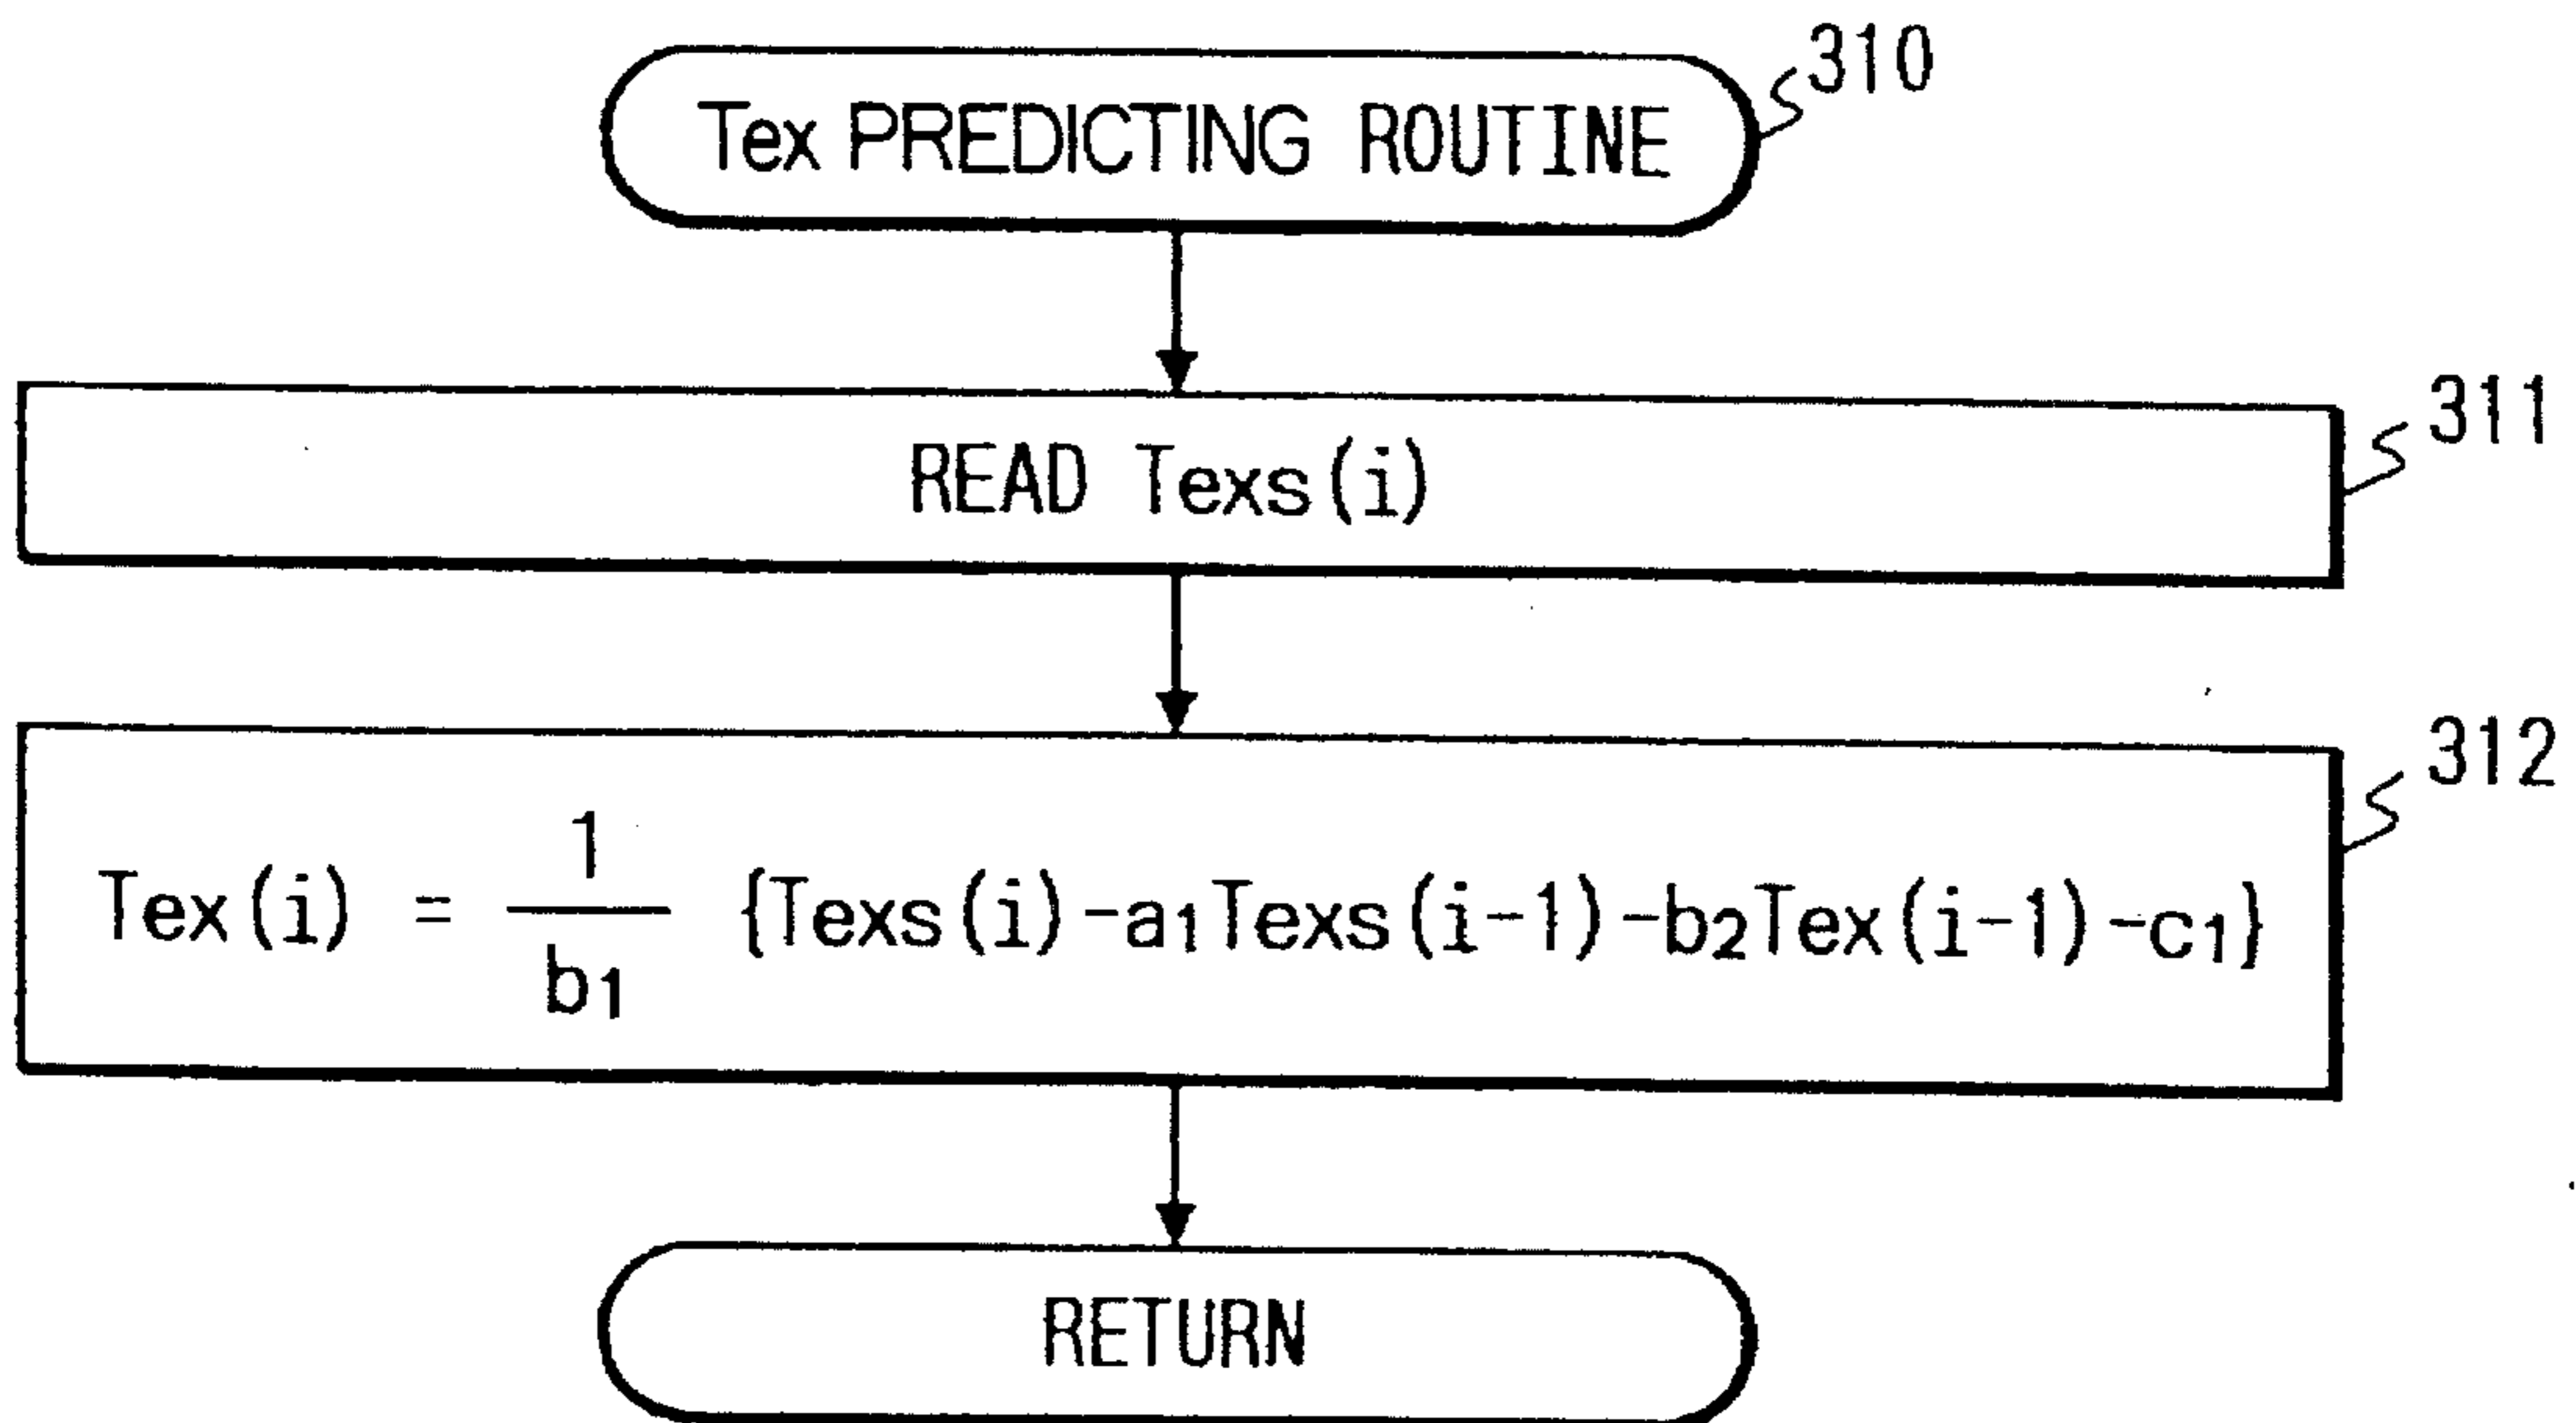 Tex PREDICTING ROUTINE 310
READ Texs(i) 311
312
Tex(i) = 1/b₁ {Texs(i)-a₁Texs(i-1)-b₂Tex(i-1)-c₁}
RETURN